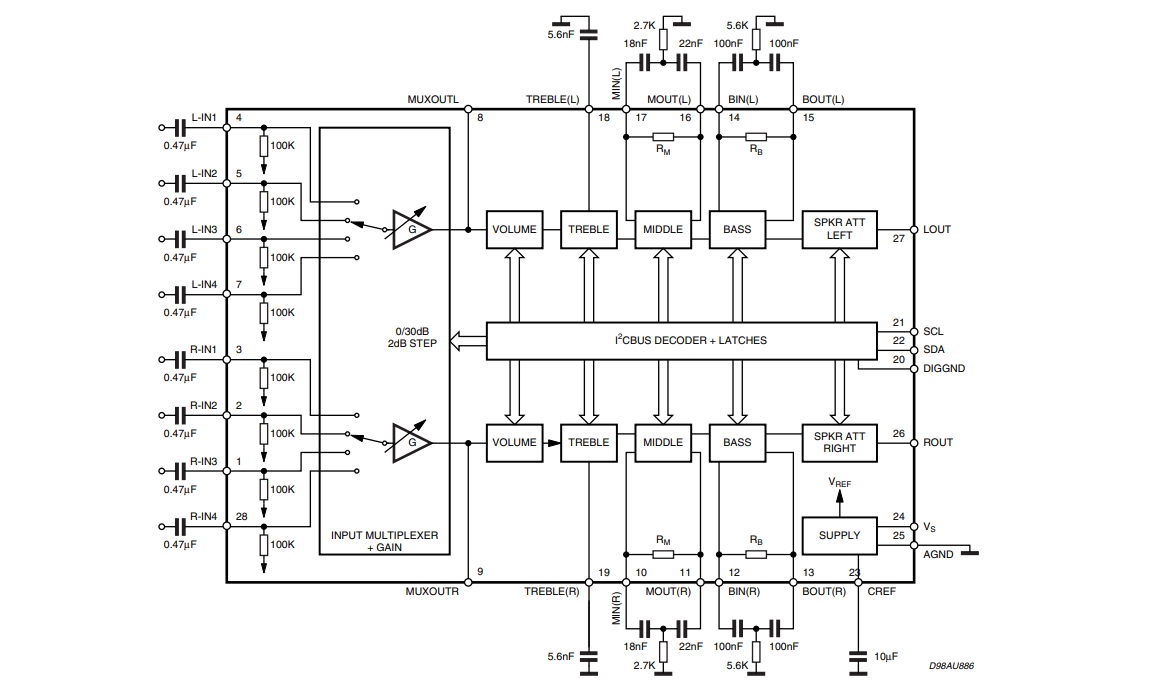 5.6nF
2.7K
18nF 22nF
5.6K
100nF 100nF
MUXOUTL
TREBLE(L)
MIN(L)
MOUT(L)
BIN(L)
BOUT(L)
8
18
17
16
14
15
L-IN1
4
0.47µF
100K
L-IN2
5
0.47µF
100K
L-IN3
6
0.47µF
100K
L-IN4
7
0.47µF
100K
RM
RB
G
VOLUME
TREBLE
MIDDLE
BASS
SPKR ATT
LEFT
LOUT
27
0/30dB
2dB STEP
I2CBUS DECODER + LATCHES
21
SCL
22
SDA
20
DIGGND
R-IN1
3
0.47µF
100K
R-IN2
2
0.47µF
100K
R-IN3
1
0.47µF
100K
R-IN4
28
0.47µF
100K
G
VOLUME
TREBLE
MIDDLE
BASS
SPKR ATT
RIGHT
26
ROUT
VREF
SUPPLY
24
VS
25
AGND
INPUT MULTIPLEXER
+ GAIN
RM
RB
9
19
10
11
12
13
23
MUXOUTR
TREBLE(R)
MIN(R)
MOUT(R)
BIN(R)
BOUT(R)
CREF
5.6nF
18nF 22nF
2.7K
100nF 100nF
5.6K
10µF
D98AU886